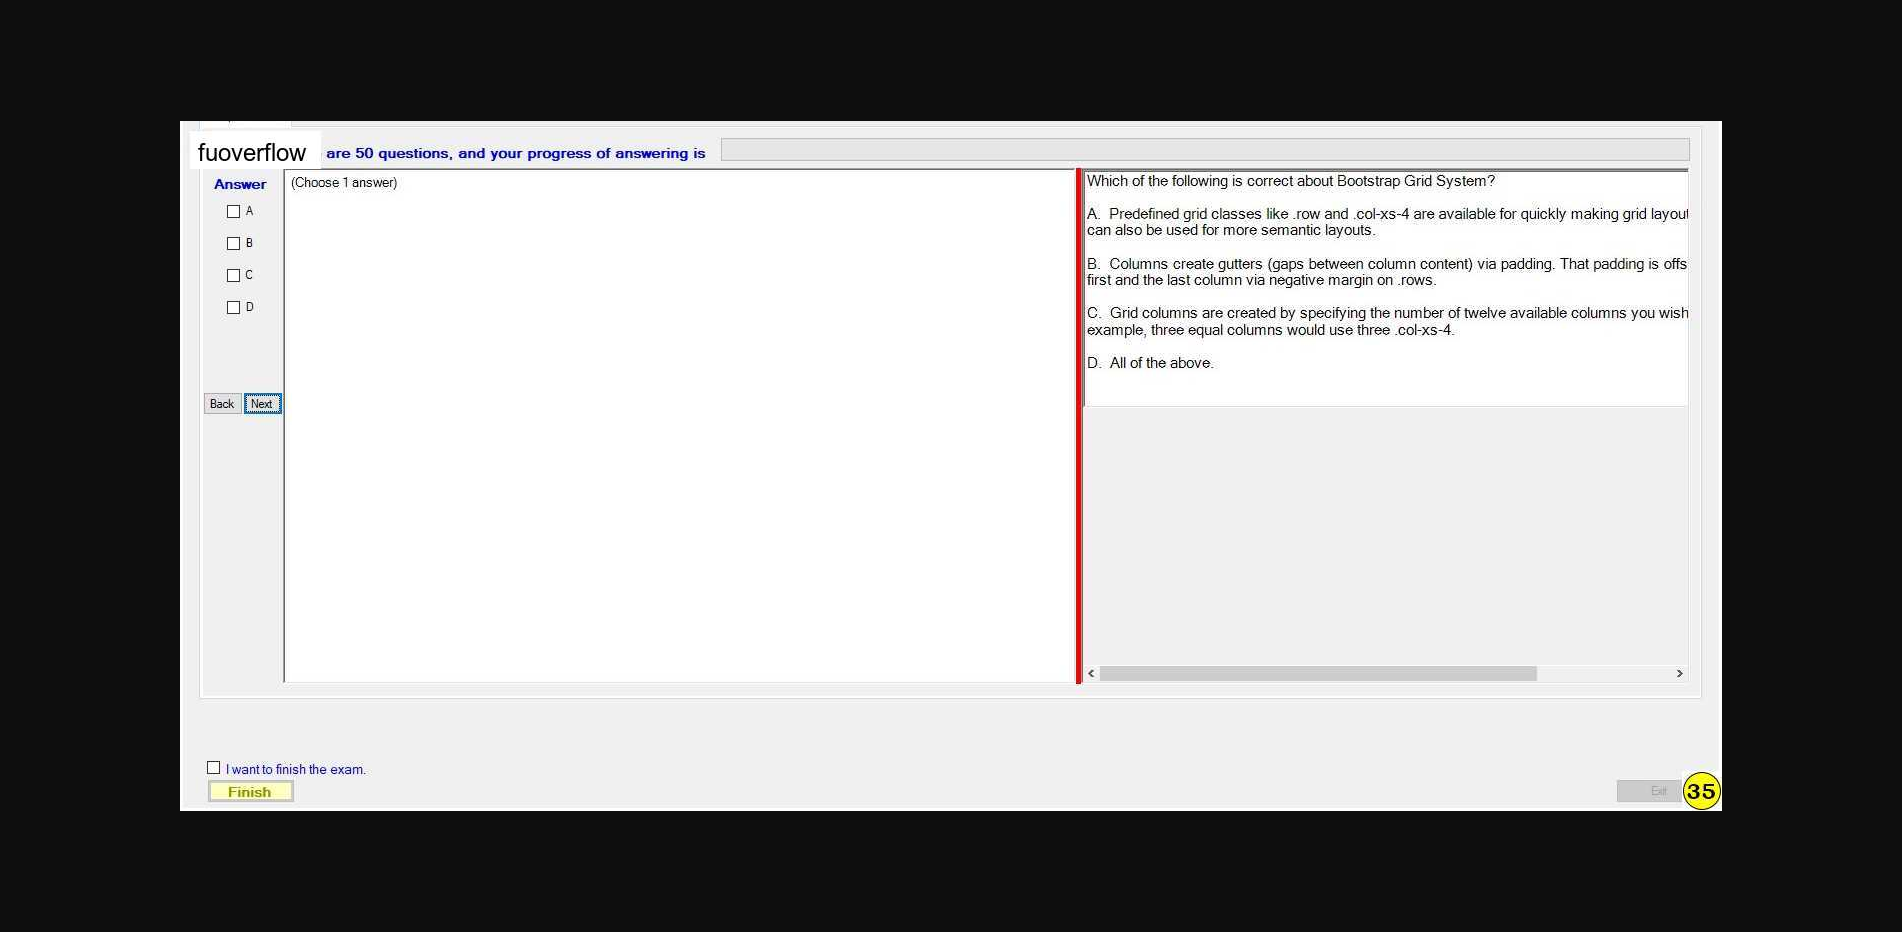 fuoverflow are 50 questions, and your progress of answering is
Answer
(Choose 1 answer)
A
B
C
D
Back Next
Which of the following is correct about Bootstrap Grid System?
A. Predefined grid classes like .row and .col-xs-4 are available for quickly making grid layout
can also be used for more semantic layouts.
B. Columns create gutters (gaps between column content) via padding. That padding is offs
first and the last column via negative margin on .rows.
C. Grid columns are created by specifying the number of twelve available columns you wish
example, three equal columns would use three .col-xs-4.
D. All of the above.
I want to finish the exam.
Finish
Exit
35